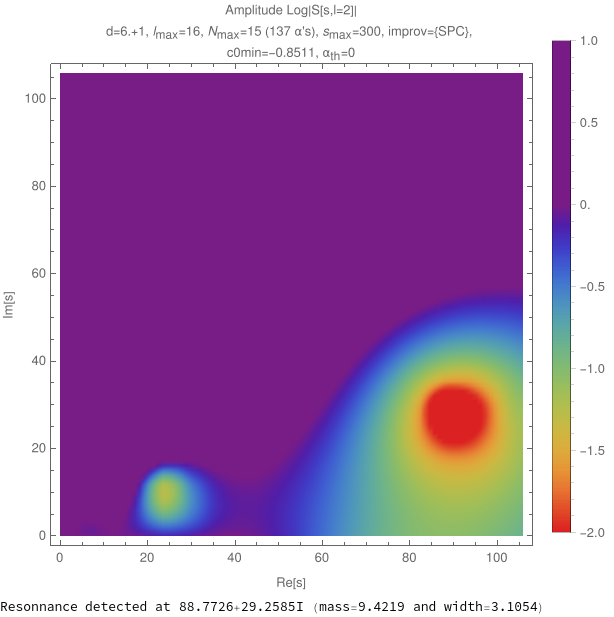 Amplitude Log|S[s,l=2]|
d=6.+1, lmax=16, Nmax=15 (137 α's), smax=300, improv={SPC},
c0min=-0.8511, αth=0
1.0
0.5
0.
-0.5
-1.0
-1.5
-2.0
100
80
60
40
20
0
Im[s]
0 20 40 60 80 100
Re[s]
Resonnance detected at 88.7726+29.2585I (mass=9.4219 and width=3.1054)